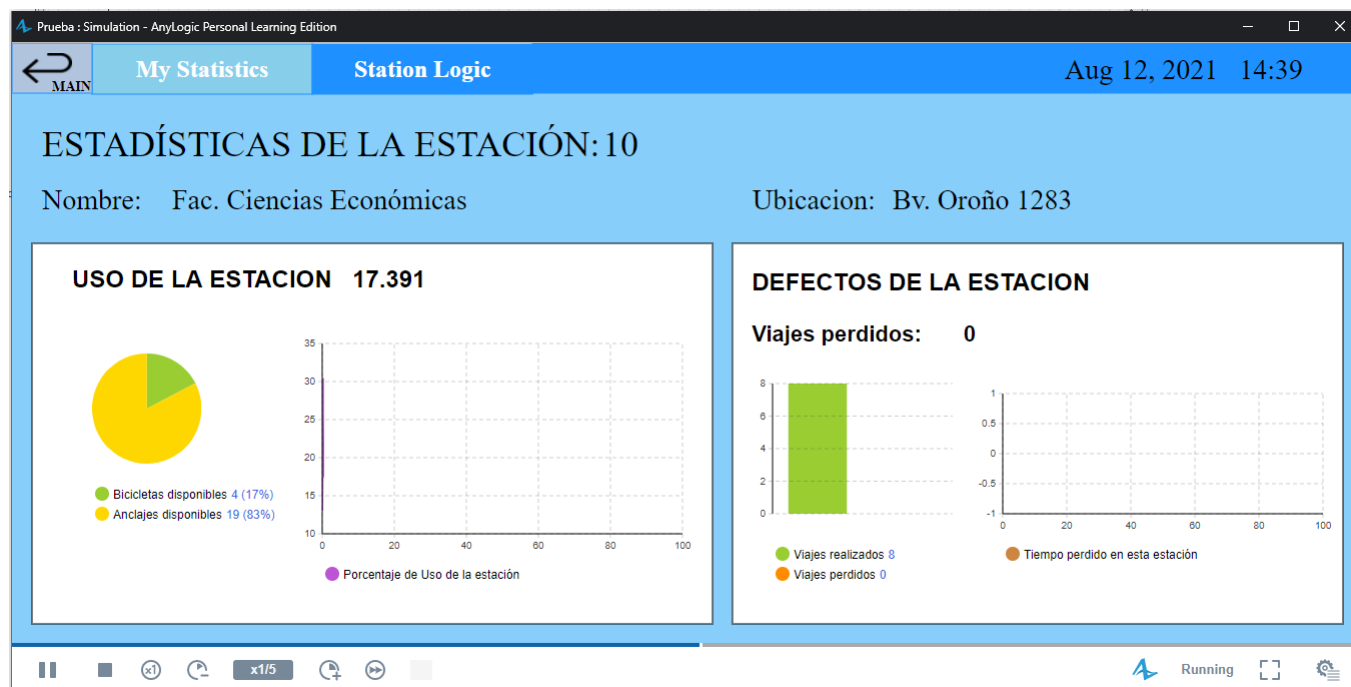 Prueba : Simulation - AnyLogic Personal Learning Edition
MAIN
My Statistics
Station Logic
Aug 12, 2021 14:39
ESTADÍSTICAS DE LA ESTACIÓN:10
Nombre: Fac. Ciencias Económicas
Ubicacion: Bv. Oroño 1283
USO DE LA ESTACION 17.391
35
30
25
20
15
10
0 20 40 60 80 100
Bicicletas disponibles 4 (17%)
Anclajes disponibles 19 (83%)
Porcentaje de Uso de la estación
DEFECTOS DE LA ESTACION
Viajes perdidos: 0
8
6
4
2
0
Viajes realizados 8
Viajes perdidos 0
1
0.5
0
-0.5
-1
0 20 40 60 80 100
Tiempo perdido en esta estación
x1
x1/5
Running